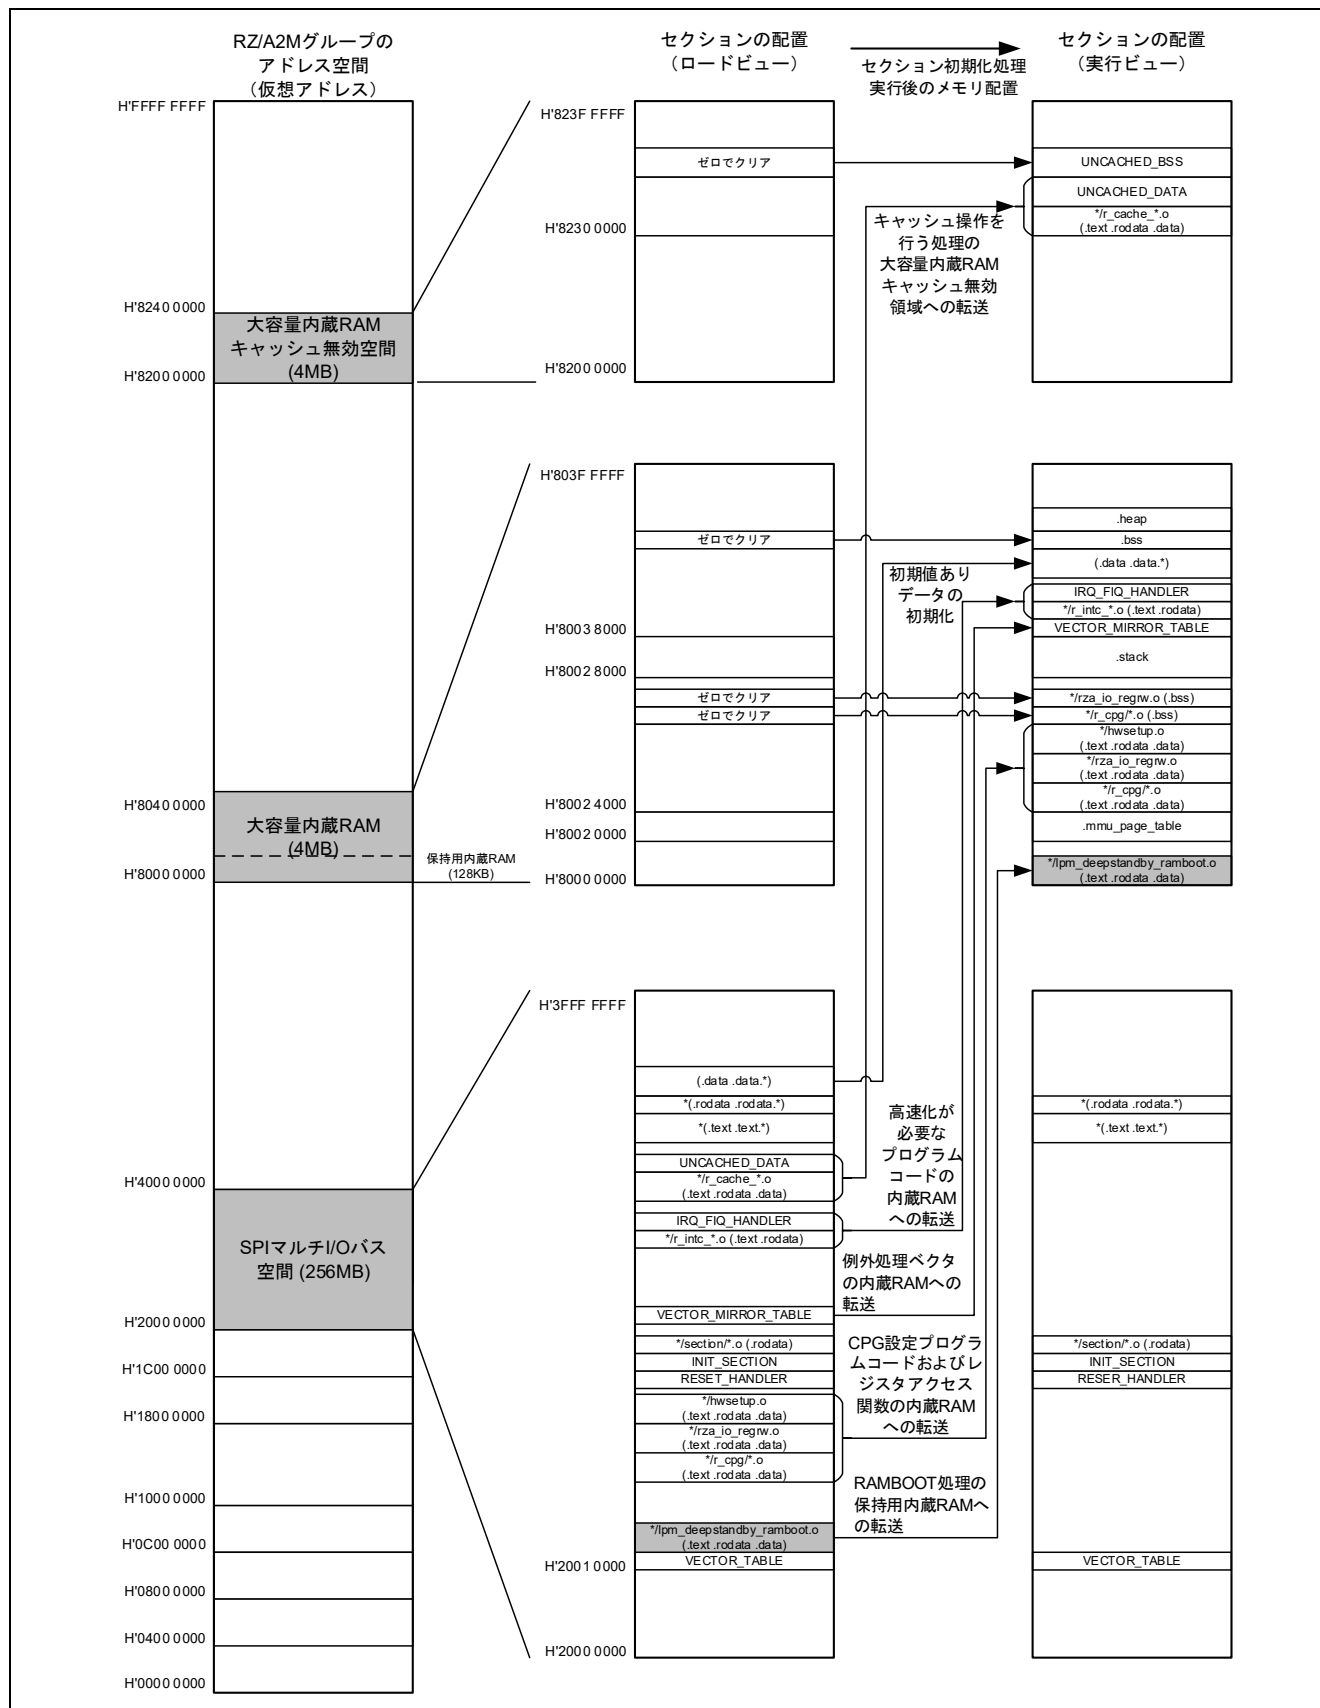 RZ/A2Mグループの
アドレス空間
（仮想アドレス）
セクションの配置
（ロードビュー）
セクション初期化処理
実行後のメモリ配置
セクションの配置
（実行ビュー）
H'FFFF FFFF
H'8240 0000
大容量内蔵RAM
キャッシュ無効空間
(4MB)
H'8200 0000
H'8040 0000
大容量内蔵RAM
(4MB)
H'8000 0000
保持用内蔵RAM
(128KB)
H'4000 0000
SPIマルチI/Oバス
空間 (256MB)
H'2000 0000
H'1C00 0000
H'1800 0000
H'1000 0000
H'0C00 0000
H'0800 0000
H'0400 0000
H'0000 0000
H'823F FFFF
ゼロでクリア
H'8230 0000
H'8200 0000
キャッシュ操作を
行う処理の
大容量内蔵RAM
キャッシュ無効
領域への転送
UNCACHED_BSS
UNCACHED_DATA
*/r_cache_*.o
(.text .rodata .data)
H'803F FFFF
ゼロでクリア
H'8003 8000
H'8002 8000
ゼロでクリア
ゼロでクリア
H'8002 4000
H'8002 0000
H'8000 0000
初期値あり
データの
初期化
.heap
.bss
(.data .data.*)
IRQ_FIQ_HANDLER
*/r_intc_*.o (.text .rodata)
VECTOR_MIRROR_TABLE
.stack
*/rza_io_regrw.o (.bss)
*/r_cpg/*.o (.bss)
*/hwsetup.o
(.text .rodata .data)
*/rza_io_regrw.o
(.text .rodata .data)
*/r_cpg/*.o
(.text .rodata .data)
.mmu_page_table
*/lpm_deepstandby_ramboot.o
(.text .rodata .data)
H'3FFF FFFF
(.data .data.*)
*(.rodata .rodata.*)
*(.text .text.*)
UNCACHED_DATA
*/r_cache_*.o
(.text .rodata .data)
IRQ_FIQ_HANDLER
*/r_intc_*.o (.text .rodata)
VECTOR_MIRROR_TABLE
*/section/*.o (.rodata)
INIT_SECTION
RESET_HANDLER
*/hwsetup.o
(.text .rodata .data)
*/rza_io_regrw.o
(.text .rodata .data)
*/r_cpg/*.o
(.text .rodata .data)
*/lpm_deepstandby_ramboot.o
(.text .rodata .data)
H'2001 0000
VECTOR_TABLE
H'2000 0000
高速化が
必要な
プログラム
コードの
内蔵RAM
への転送
例外処理ベクタ
の内蔵RAMへの
転送
CPG設定プログラ
ムコードおよびレ
ジスタアクセス
関数の内蔵RAM
への転送
RAMBOOT処理の
保持用内蔵RAMへ
の転送
*(.rodata .rodata.*)
*(.text .text.*)
*/section/*.o (.rodata)
INIT_SECTION
RESER_HANDLER
VECTOR_TABLE